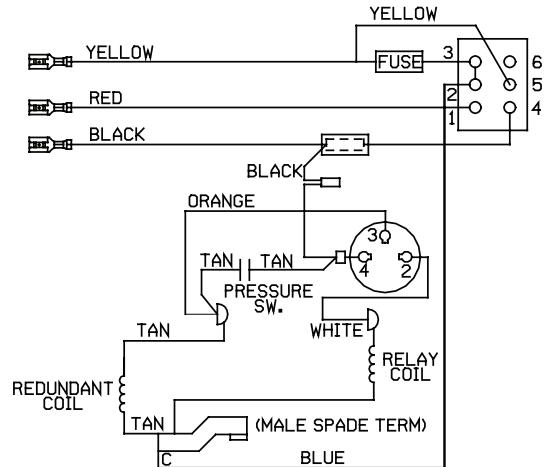 YELLOW
YELLOW
FUSE
3
6
RED
2
5
1
4
BLACK
BLACK
ORANGE
3
TAN
TAN
4
2
PRESSURE
SW.
TAN
WHITE
RELAY
COIL
REDUNDANT
COIL
TAN
(MALE SPADE TERM)
C
BLUE